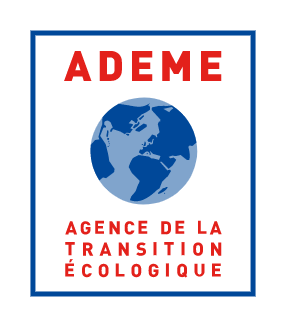 ADEME
AGENCE DE LA
TRANSITION
ÉCOLOGIQUE